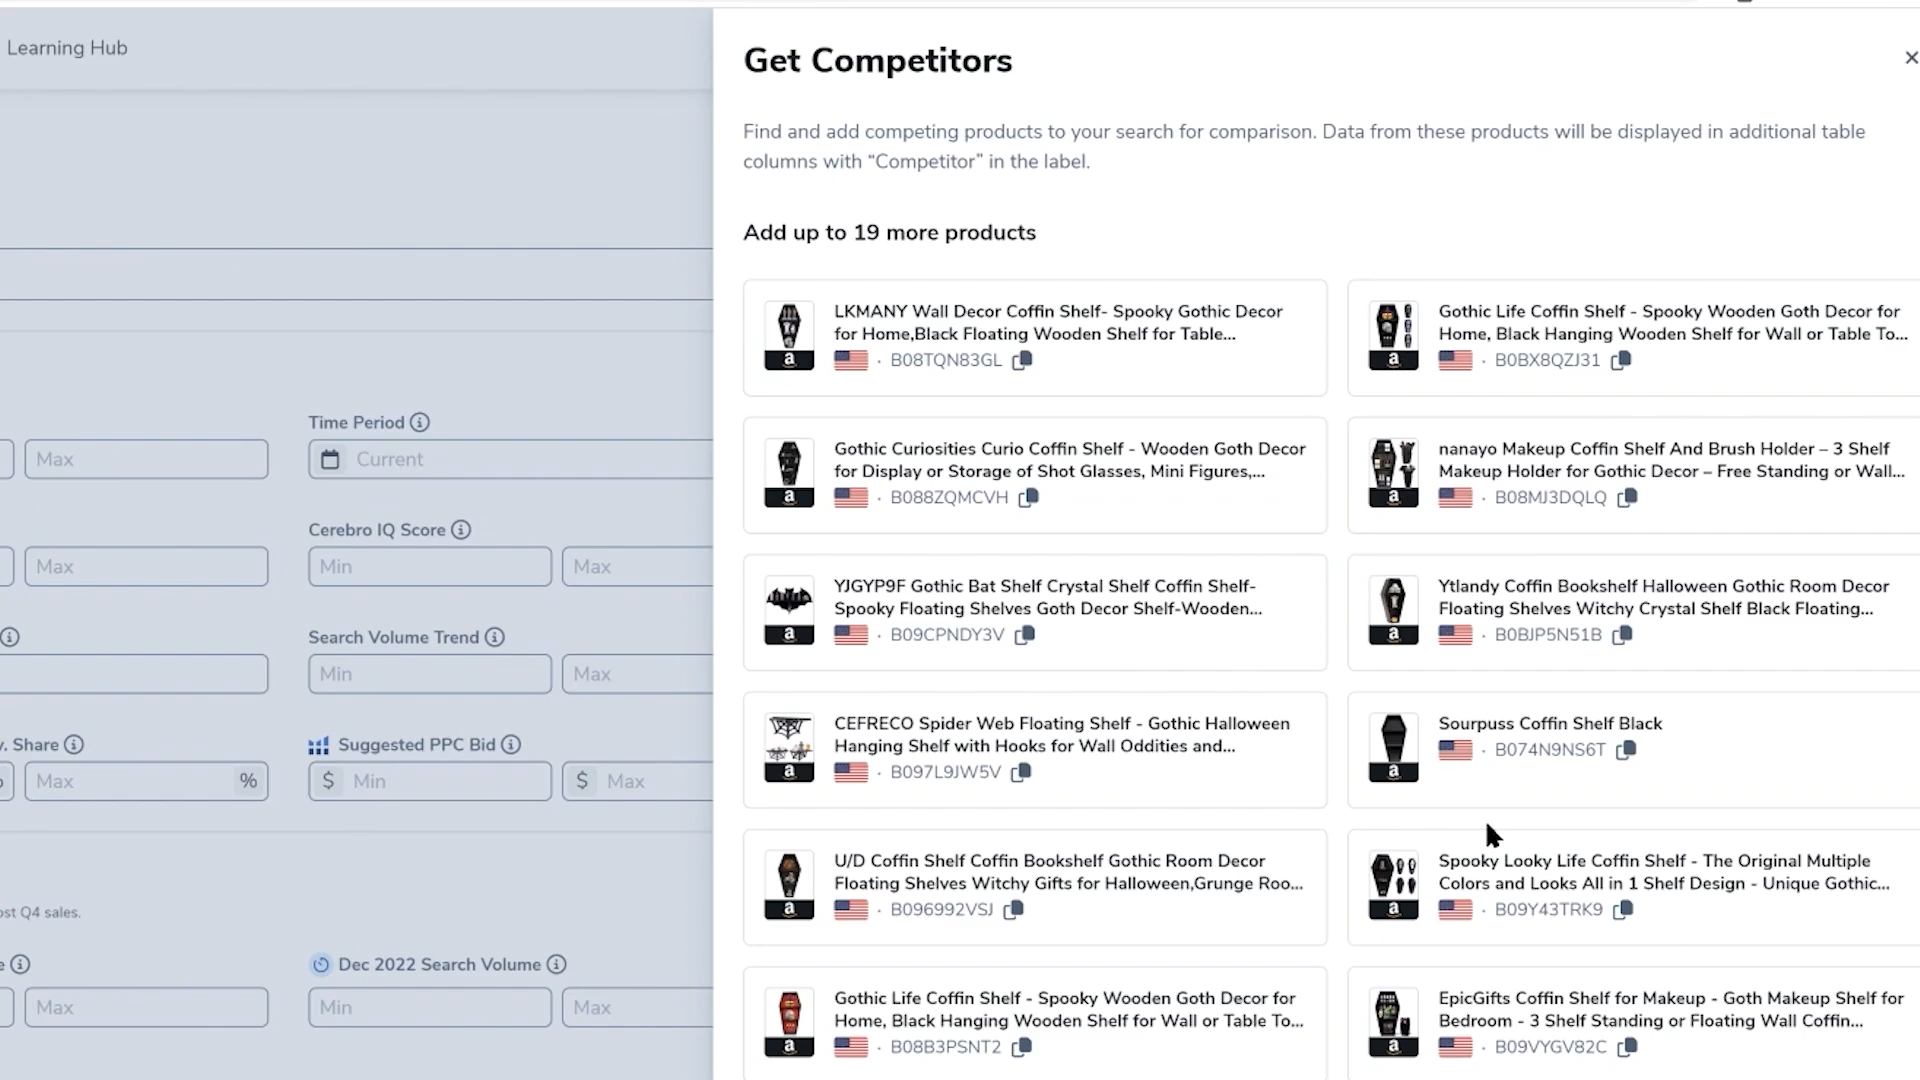 Learning Hub
Max
Time Period
Current
Max
Cerebro IQ Score
Min
Max
Search Volume Trend
Min
Max
. Share
Max
%
Suggested PPC Bid
$ Min
$ Max
ost Q4 sales.
e
Max
Dec 2022 Search Volume
Min
Max
Get Competitors
Find and add competing products to your search for comparison. Data from these products will be displayed in additional table
columns with “Competitor” in the label.
Add up to 19 more products
LKMANY Wall Decor Coffin Shelf- Spooky Gothic Decor
for Home,Black Floating Wooden Shelf for Table...
a
· B08TQN83GL
Gothic Life Coffin Shelf - Spooky Wooden Goth Decor for
Home, Black Hanging Wooden Shelf for Wall or Table To...
a
· B0BX8QZJ31
Gothic Curiosities Curio Coffin Shelf - Wooden Goth Decor
for Display or Storage of Shot Glasses, Mini Figures,...
a
· B088ZQMCVH
nanayo Makeup Coffin Shelf And Brush Holder – 3 Shelf
Makeup Holder for Gothic Decor – Free Standing or Wall...
a
· B08MJ3DQLQ
YJGYP9F Gothic Bat Shelf Crystal Shelf Coffin Shelf-
Spooky Floating Shelves Goth Decor Shelf-Wooden...
a
· B09CPNDY3V
Ytlandy Coffin Bookshelf Halloween Gothic Room Decor
Floating Shelves Witchy Crystal Shelf Black Floating...
a
· B0BJP5N51B
CEFRECO Spider Web Floating Shelf - Gothic Halloween
Hanging Shelf with Hooks for Wall Oddities and...
a
· B097L9JW5V
Sourpuss Coffin Shelf Black
a
· B074N9NS6T
U/D Coffin Shelf Coffin Bookshelf Gothic Room Decor
Floating Shelves Witchy Gifts for Halloween,Grunge Roo...
a
· B096992VSJ
Spooky Looky Life Coffin Shelf - The Original Multiple
Colors and Looks All in 1 Shelf Design - Unique Gothic...
a
· B09Y43TRK9
Gothic Life Coffin Shelf - Spooky Wooden Goth Decor for
Home, Black Hanging Wooden Shelf for Wall or Table To...
a
· B08B3PSNT2
EpicGifts Coffin Shelf for Makeup - Goth Makeup Shelf for
Bedroom - 3 Shelf Standing or Floating Wall Coffin...
a
· B09VYGV82C